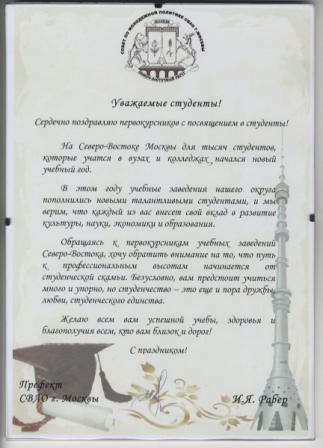 СОВЕТ ПО МОЛОДЕЖНОЙ ПОЛИТИКЕ СВАО Г. МОСКВЫ
Уважаемые студенты!
Сердечно поздравляю первокурсников с посвящением в студенты!
На Северо-Востоке Москвы для тысяч студентов,
которые учатся в вузах и колледжах начался новый
учебный год.
В этом году учебные заведения нашего округа
пополнились новыми талантливыми студентами, и мы
верим, что каждый из вас внесет свой вклад в развитие
культуры, науки, экономики и образования.
Обращаясь к первокурсникам учебных заведений
Северо-Востока, хочу обратить внимание на то, что путь
к профессиональным высотам начинается от
студенческой скамьи. Безусловно, вам предстоит учиться
много и упорно, но студенчество – это еще и пора дружбы,
любви, студенческого единства.
Желаю всем вам успешной учебы, здоровья и
благополучия всем, кто вам близок и дорог!
С праздником!
Префект
СВАО г. Москвы
И.Я. Рабер